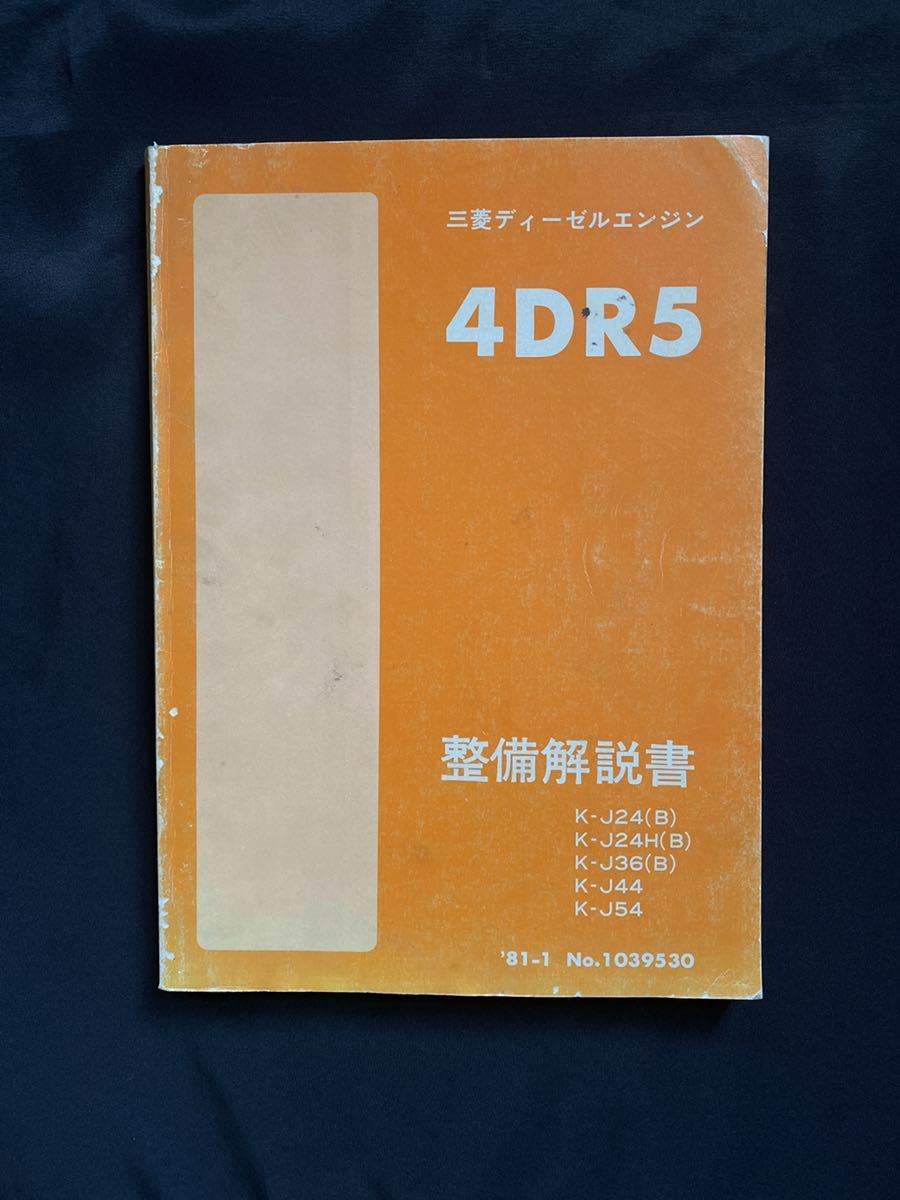 三菱ディーゼルエンジン
4DR5
整備解説書
K-J24(B)
K-J24H(B)
K-J36(B)
K-J44
K-J54
'81-1 No.1039530